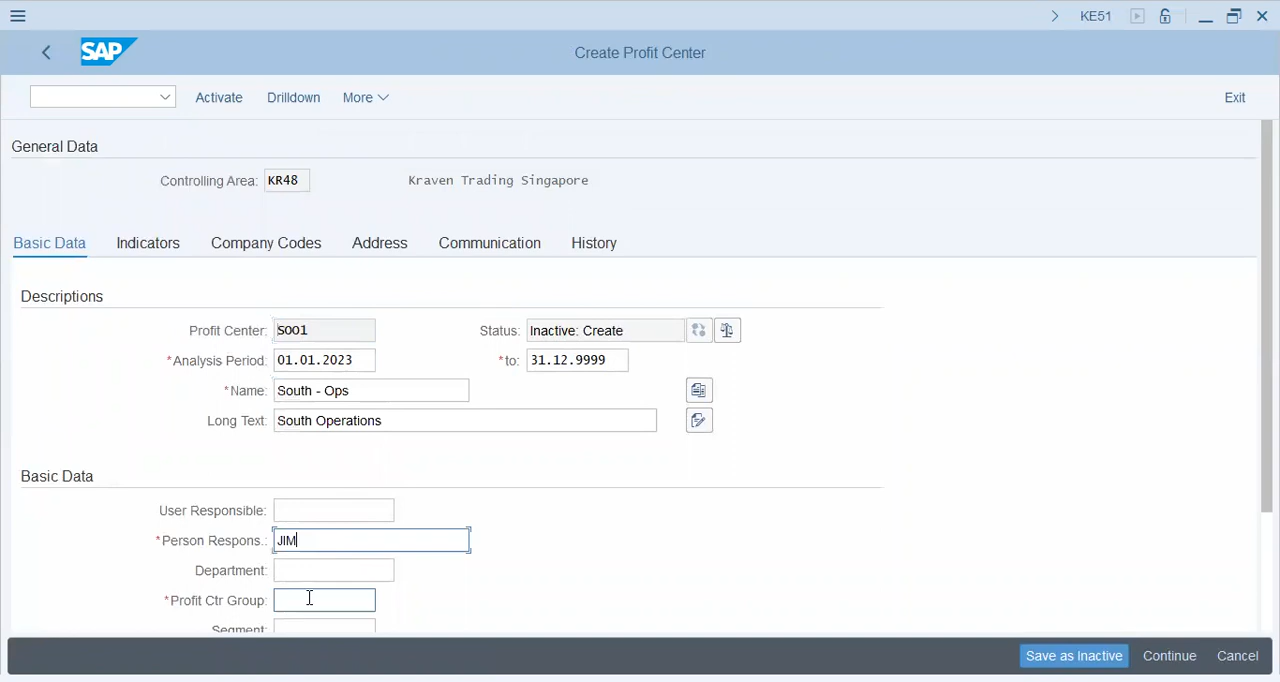 KE51
SAP
Create Profit Center
Activate Drilldown More Exit
General Data
Controlling Area: KR48 Kraven Trading Singapore
Basic Data Indicators Company Codes Address Communication History
Descriptions
Profit Center: S001 Status: Inactive: Create
*Analysis Period: 01.01.2023 *to: 31.12.9999
*Name: South - Ops
Long Text: South Operations
Basic Data
User Responsible:
*Person Respons.: JIM
Department:
*Profit Ctr Group:
Segment:
Save as Inactive Continue Cancel